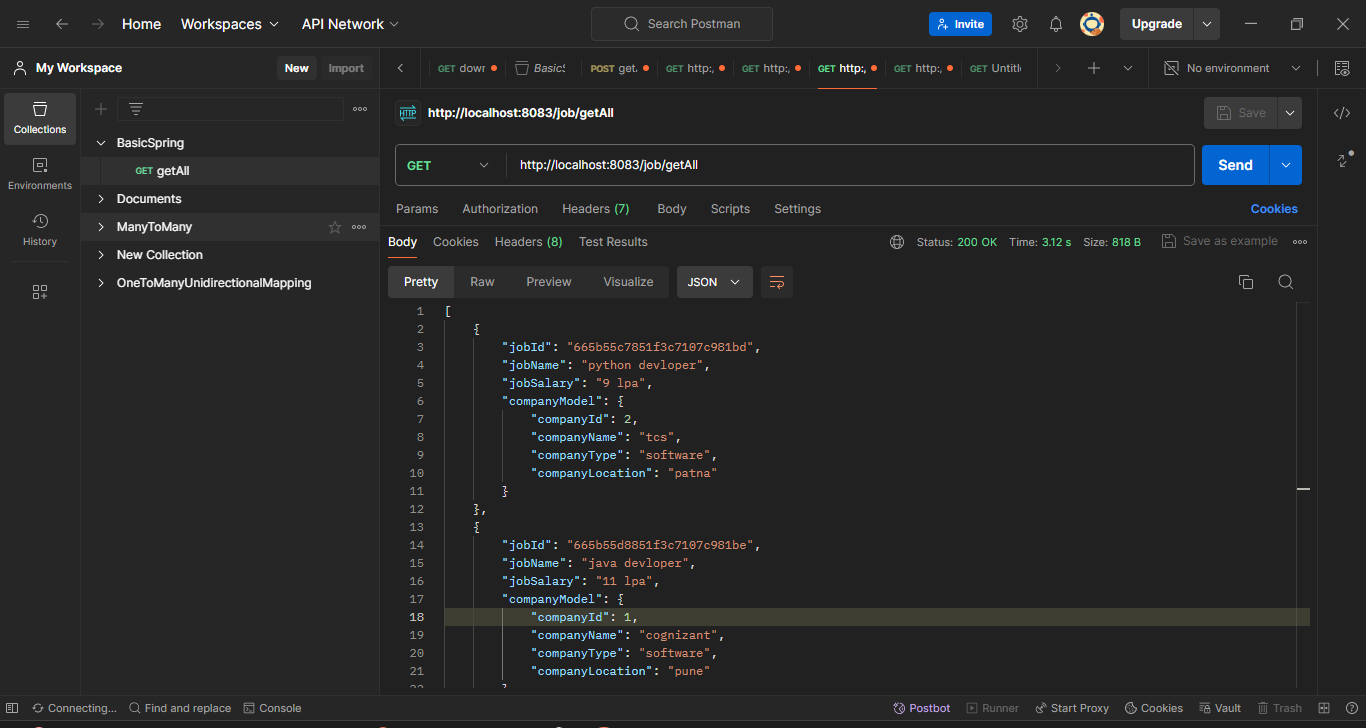 Home Workspaces API Network Search Postman Invite Upgrade
My Workspace New Import GET dowr BasicS POST get. GET http:, GET http:, GET http:, GET http:, GET Untitl No environment
Collections
Environments
History
BasicSpring
GET getAll
Documents
ManyToMany
New Collection
OneToManyUnidirectionalMapping
HTTP http://localhost:8083/job/getAll Save
GET http://localhost:8083/job/getAll Send
Params Authorization Headers (7) Body Scripts Settings Cookies
Body Cookies Headers (8) Test Results Status: 200 OK Time: 3.12 s Size: 818 B Save as example
Pretty Raw Preview Visualize JSON
1 [
2 {
3 "jobId": "665b55c7851f3c7107c981bd",
4 "jobName": "python devloper",
5 "jobSalary": "9 lpa",
6 "companyModel": {
7 "companyId": 2,
8 "companyName": "tcs",
9 "companyType": "software",
10 "companyLocation": "patna"
11 }
12 },
13 {
14 "jobId": "665b55d8851f3c7107c981be",
15 "jobName": "java devloper",
16 "jobSalary": "11 lpa",
17 "companyModel": {
18 "companyId": 1,
19 "companyName": "cognizant",
20 "companyType": "software",
21 "companyLocation": "pune"
22 }
Connecting... Find and replace Console Postbot Runner Start Proxy Cookies Vault Trash